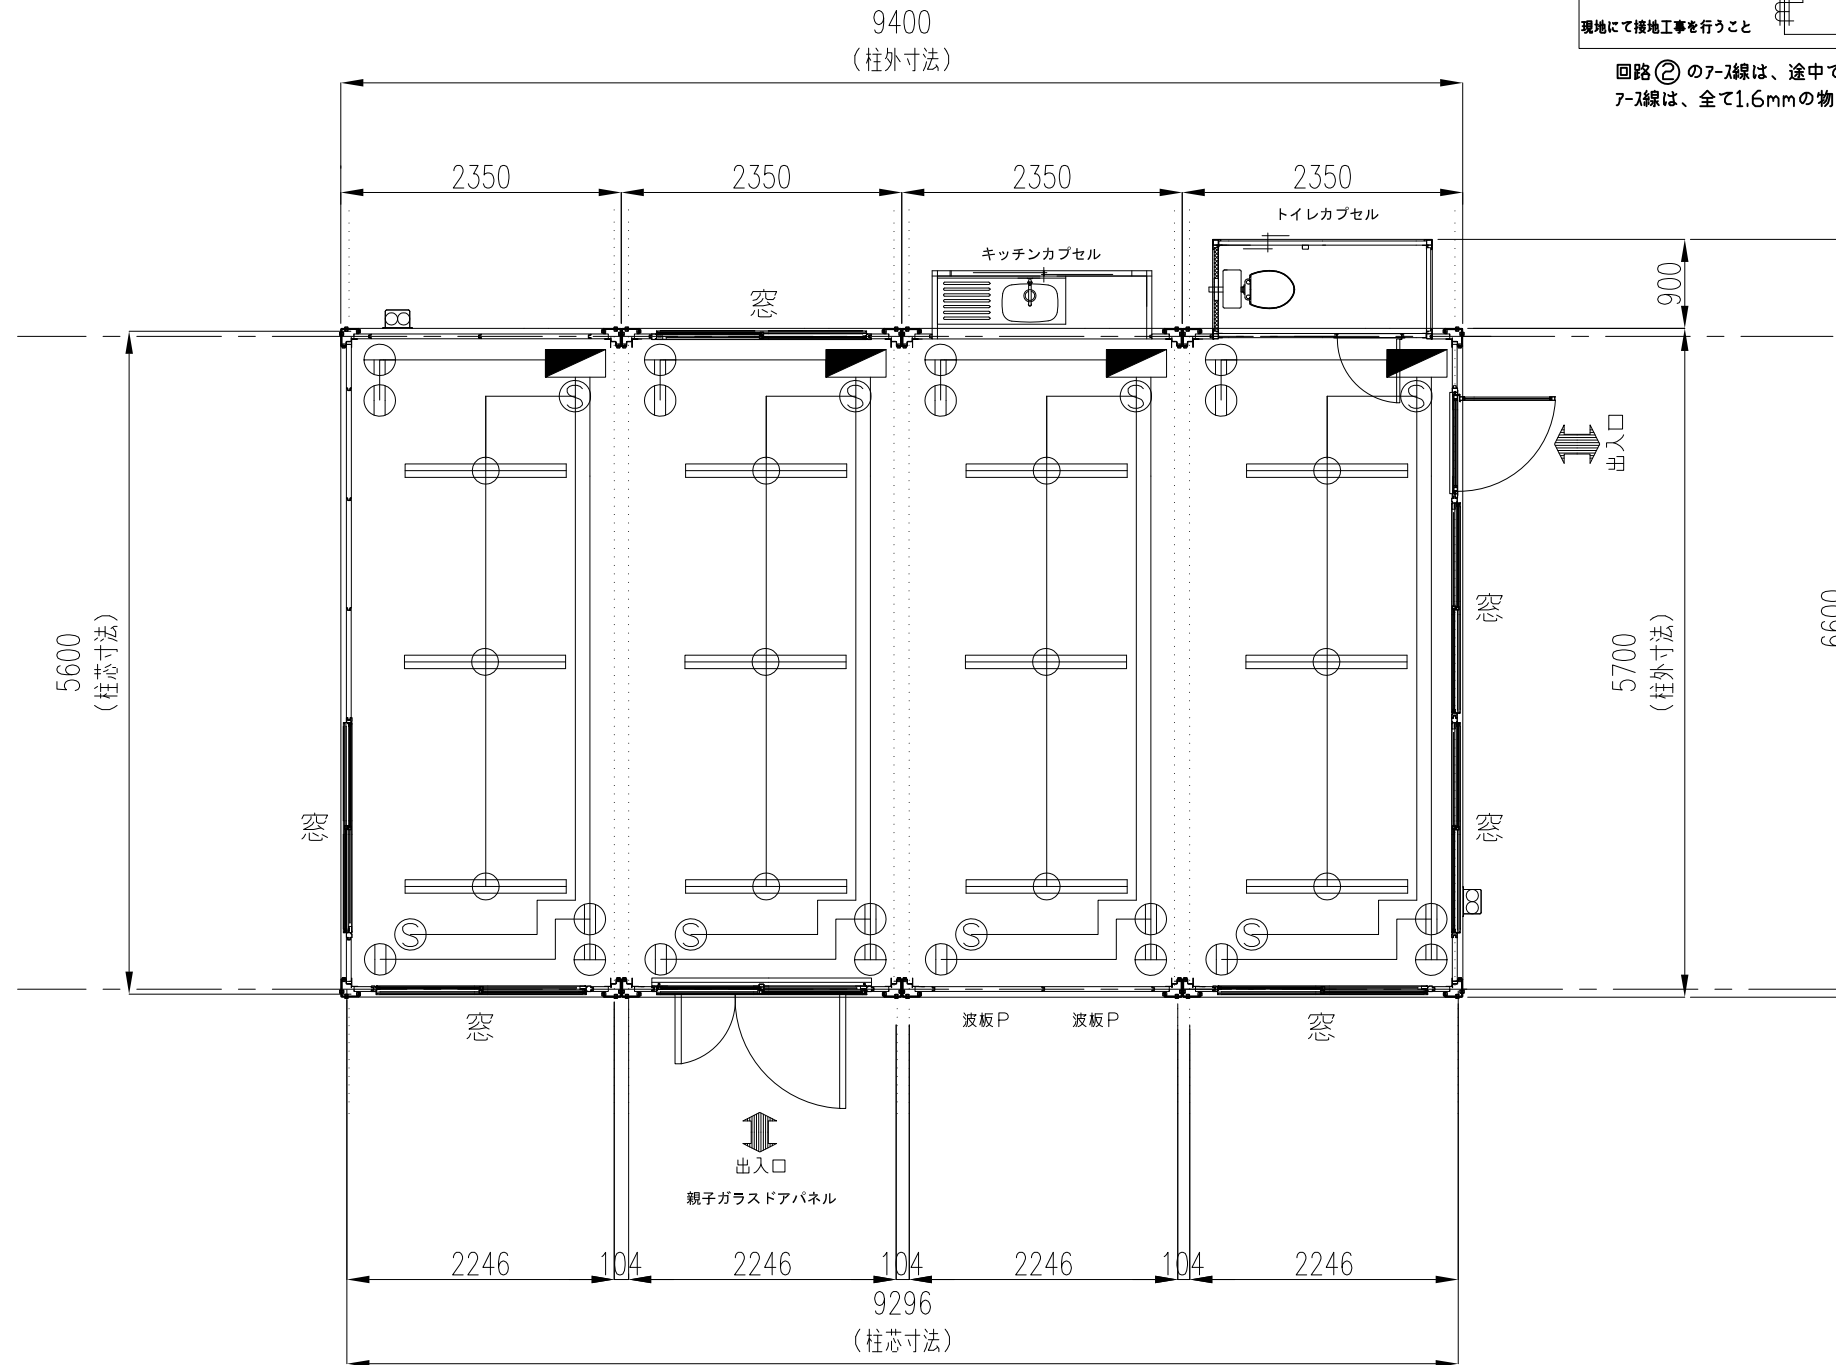 現地にて接地工事を行うこと
回路②のアース線は、途中で
アース線は、全て1.6mmの物
9400
(柱外寸法)
2350 2350 2350 2350
トイレカプセル
キッチンカプセル
窓
900
S S S S
出入口
窓
5600
(柱芯寸法)
5700
(柱外寸法)
6600
窓 窓
S S S S
窓 波板P 波板P 窓
出入口
親子ガラスドアパネル
2246 104 2246 104 2246 104 2246
9296
(柱芯寸法)